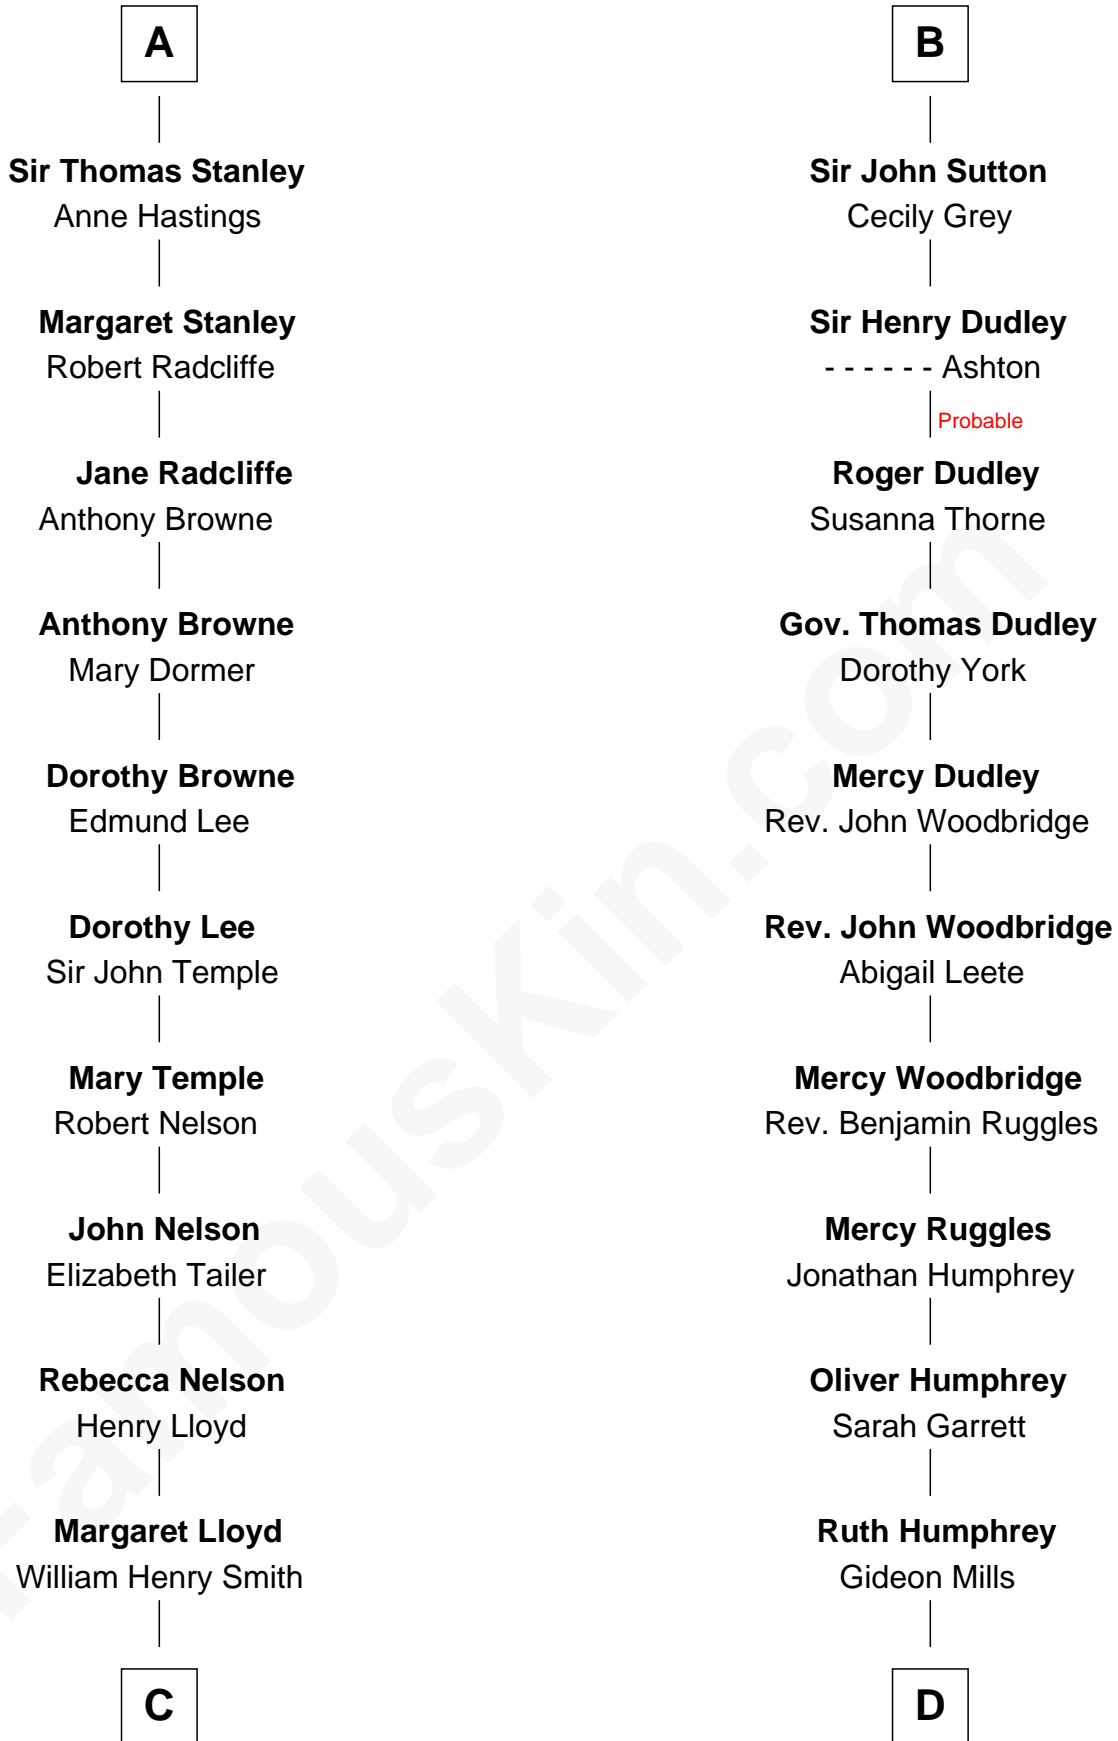 A
Sir Thomas Stanley
Anne Hastings
Margaret Stanley
Robert Radcliffe
Jane Radcliffe
Anthony Browne
Anthony Browne
Mary Dormer
Dorothy Browne
Edmund Lee
Dorothy Lee
Sir John Temple
Mary Temple
Robert Nelson
John Nelson
Elizabeth Tailer
Rebecca Nelson
Henry Lloyd
Margaret Lloyd
William Henry Smith
C
B
Sir John Sutton
Cecily Grey
Sir Henry Dudley
- - - - - - Ashton
Probable
Roger Dudley
Susanna Thorne
Gov. Thomas Dudley
Dorothy York
Mercy Dudley
Rev. John Woodbridge
Rev. John Woodbridge
Abigail Leete
Mercy Woodbridge
Rev. Benjamin Ruggles
Mercy Ruggles
Jonathan Humphrey
Oliver Humphrey
Sarah Garrett
Ruth Humphrey
Gideon Mills
D
FamousKin.com